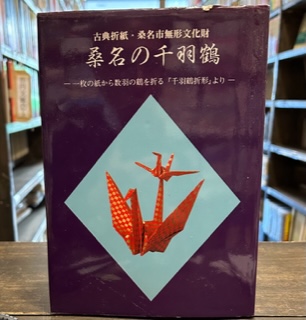 古典折紙・桑名市無形文化財
桑名の千羽鶴
―一枚の紙から数羽の鶴を折る「千羽鶴折形」より―